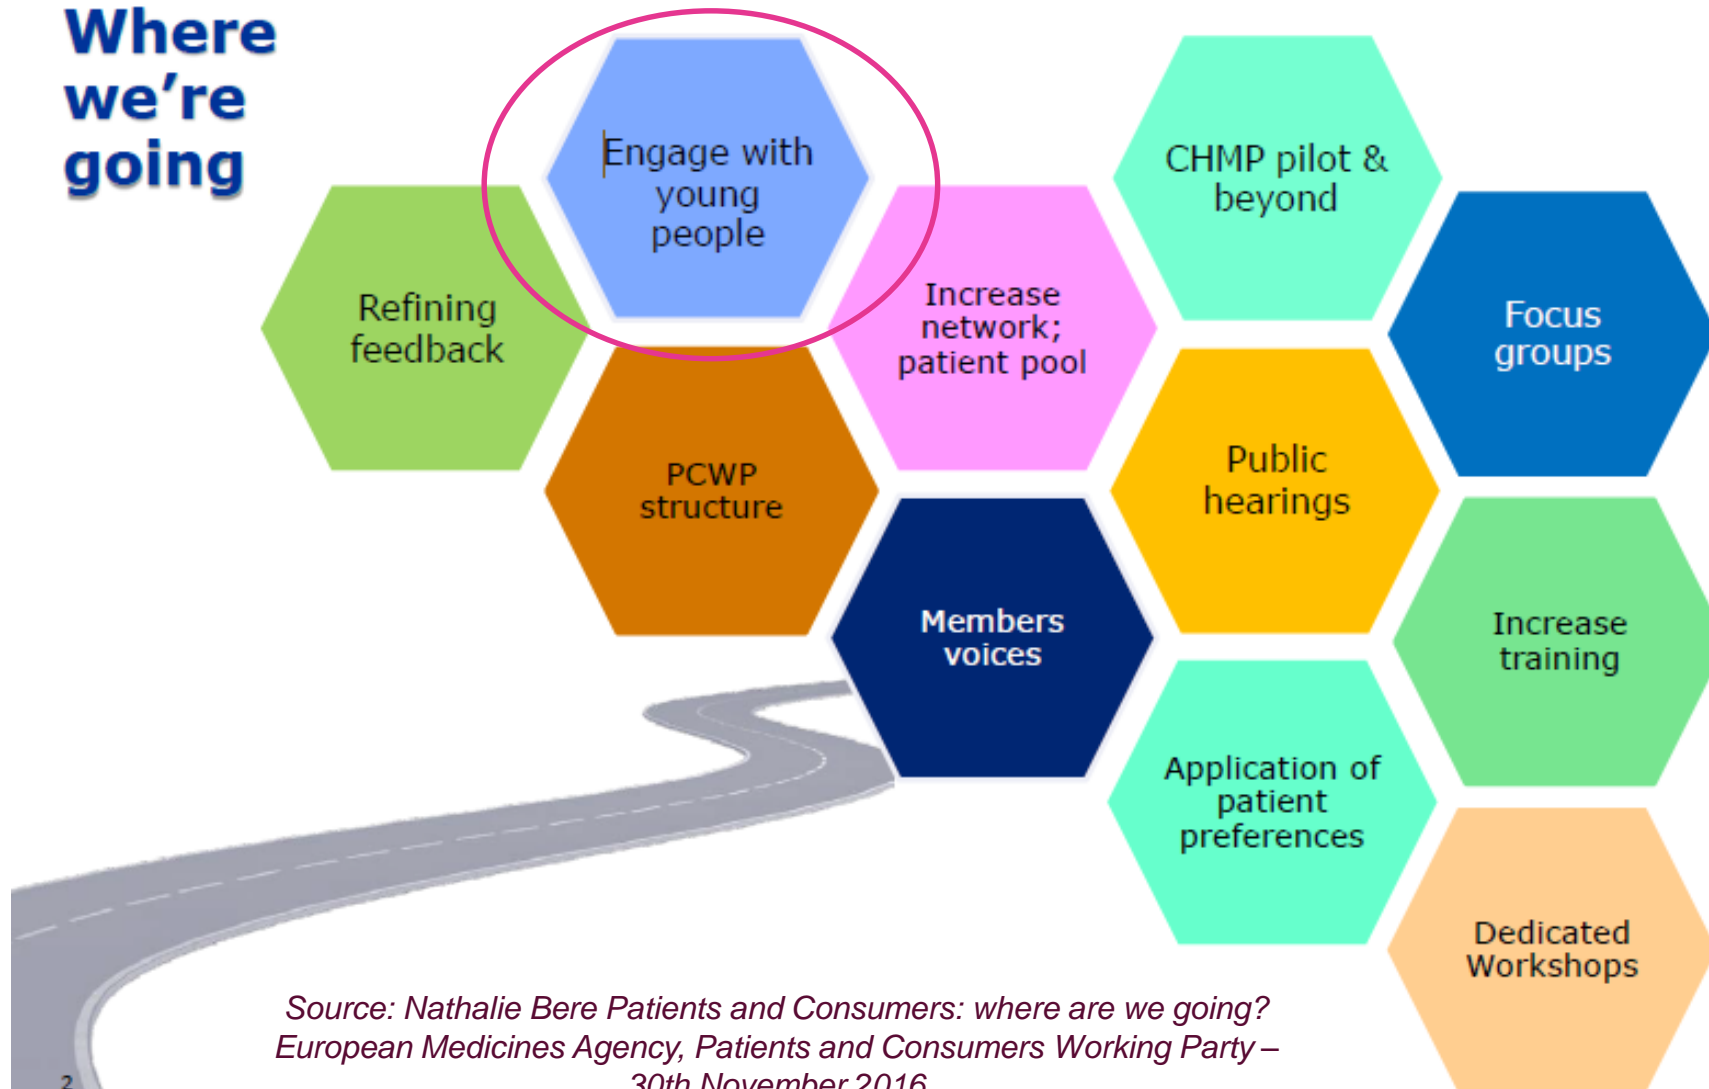 Where
we're
going
Engage with
young
people
CHMP pilot &
beyond
Refining
feedback
Increase
network;
patient pool
Focus
groups
PCWP
structure
Public
hearings
Members
voices
Increase
training
Application of
patient
preferences
Dedicated
Workshops
Source: Nathalie Bere Patients and Consumers: where are we going?
European Medicines Agency, Patients and Consumers Working Party –
30th November 2016
2